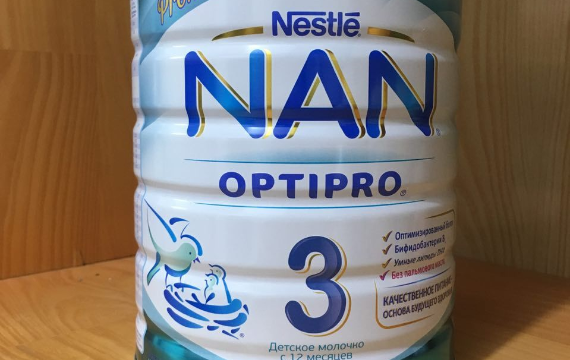 Nestlé
NAN
OPTIPRO®
3
Оптимизированный белок
Бифидобактерии BL
Умные липиды
Без пальмового масла
КАЧЕСТВЕННОЕ ПИТАНИЕ
ОСНОВА БУДУЩЕГО ЗДОРОВЬЯ
Детское молочко
с 12 месяцев